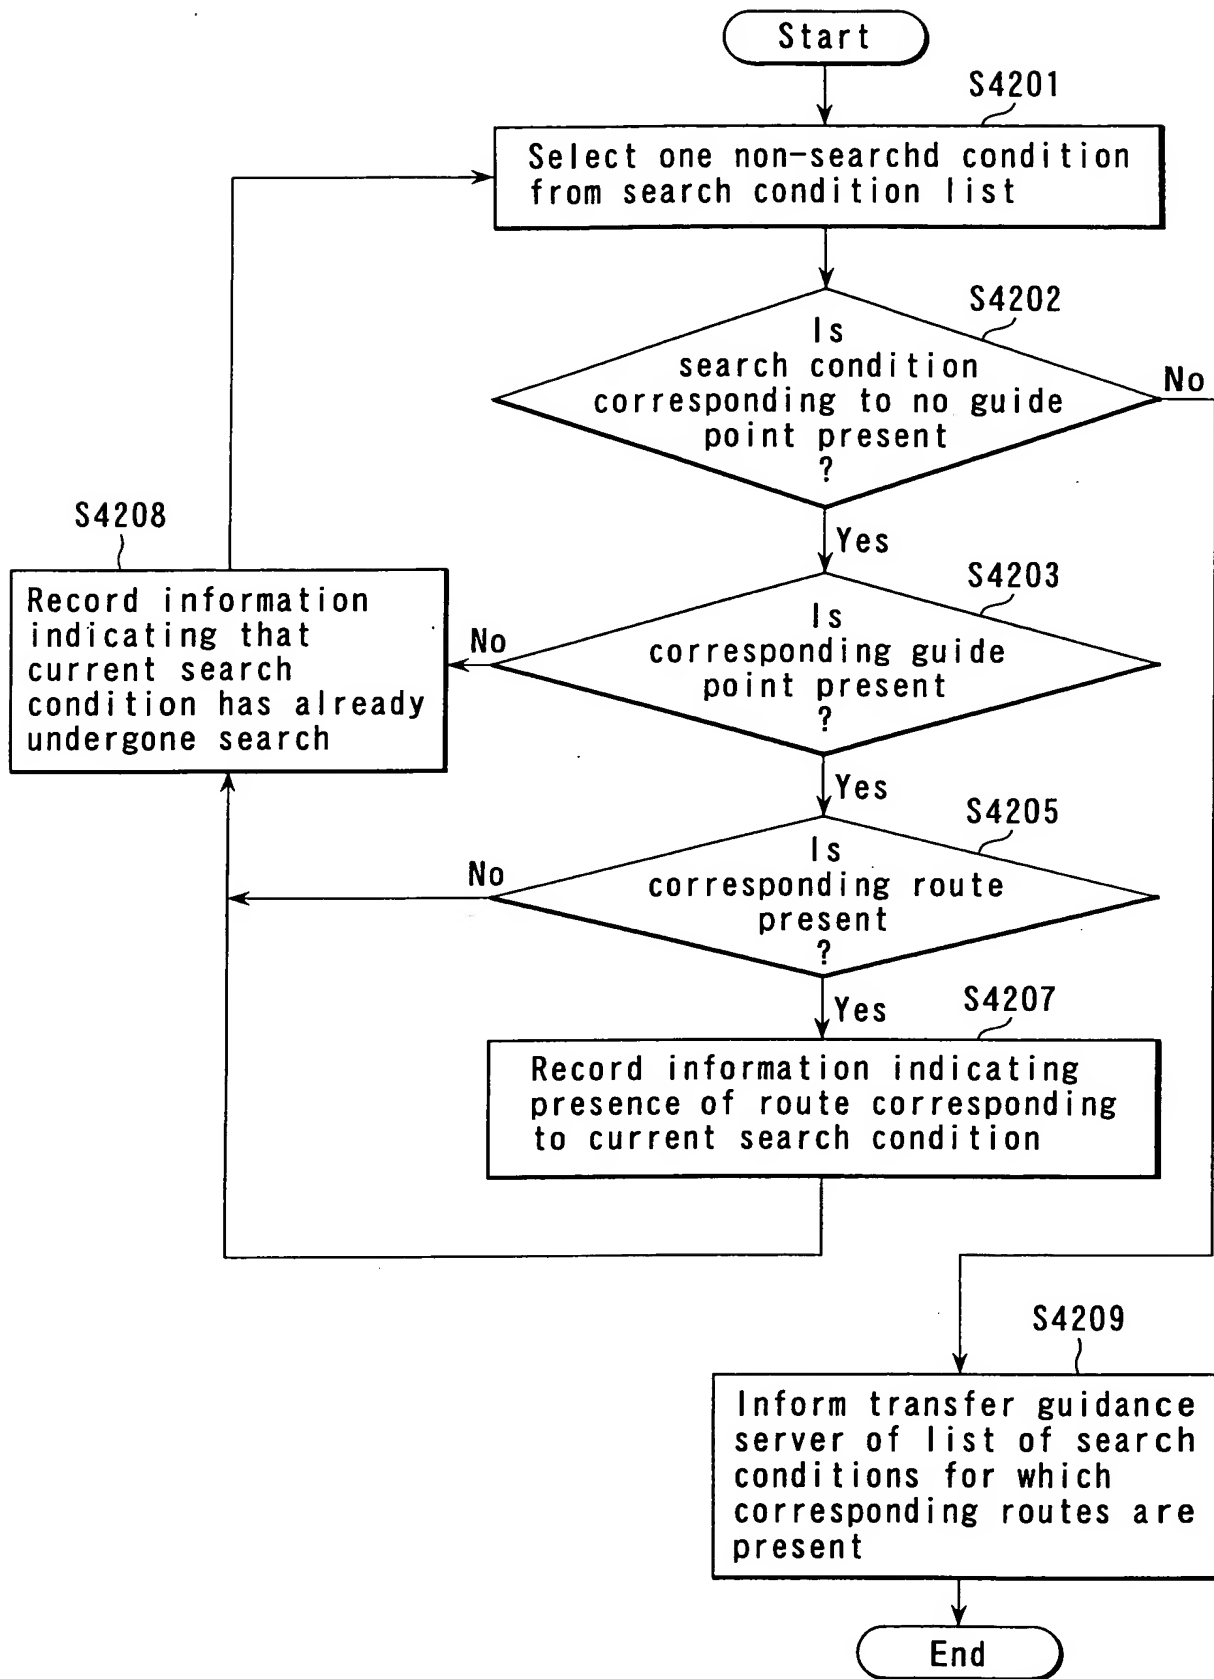 Start
S4201
Select one non-searchd condition
from search condition list
S4202
Is
search condition
corresponding to no guide
point present
?
No
Yes
S4208
Record information
indicating that
current search
condition has already
undergone search
S4203
Is
corresponding guide
point present
?
No
Yes
S4205
Is
corresponding route
present
?
No
Yes
S4207
Record information indicating
presence of route corresponding
to current search condition
S4209
Inform transfer guidance
server of list of search
conditions for which
corresponding routes are
present
End